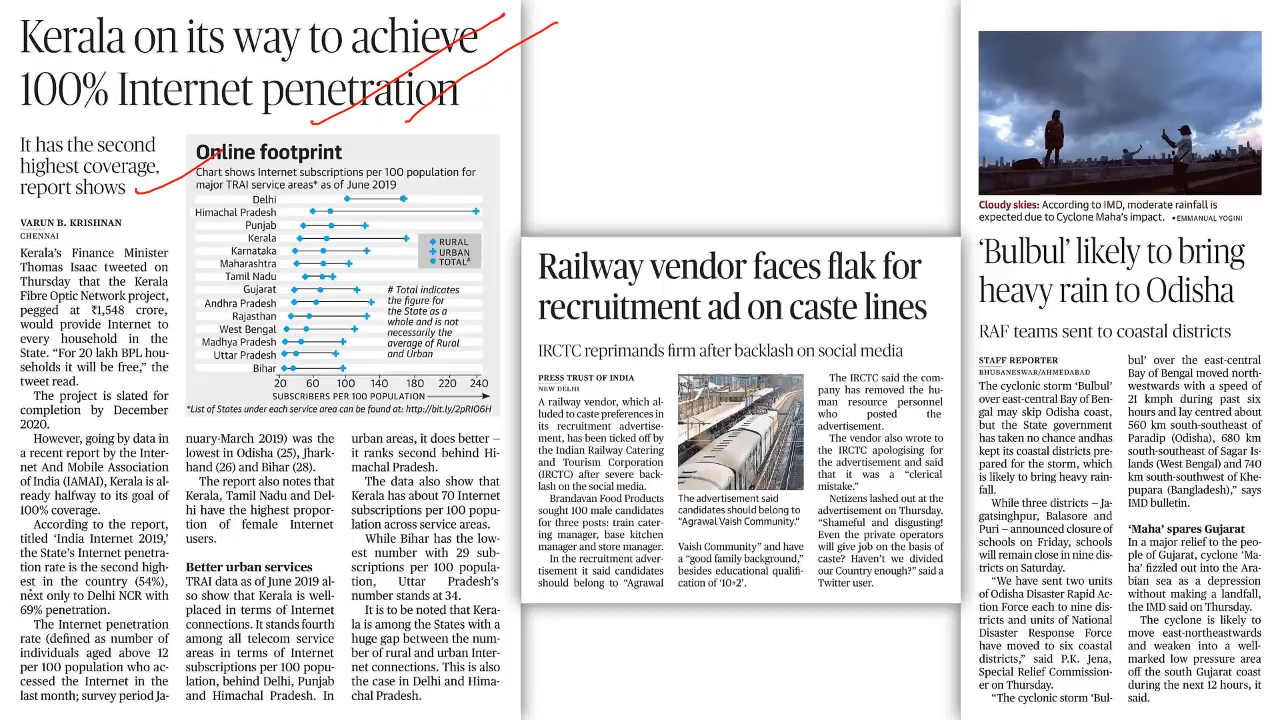 Kerala on its way to achieve
100% Internet penetration
It has the second
highest coverage,
report shows
VARUN B. KRISHNAN
CHENNAI
Kerala's Finance Minister
Thomas Isaac tweeted on
Thursday that the Kerala
Fibre Optic Network project,
pegged at ₹1,548 crore,
would provide Internet to
every household in the
State. “For 20 lakh BPL hou-
seholds it will be free,” the
tweet read.
The project is slated for
completion by December
2020.
However, going by data in
a recent report by the Inter-
net And Mobile Association
of India (IAMAI), Kerala is al-
ready halfway to its goal of
100% coverage.
According to the report,
titled ‘India Internet 2019,’
the State's Internet penetra-
tion rate is the second high-
est in the country (54%),
next only to Delhi NCR with
69% penetration.
The Internet penetration
rate (defined as number of
individuals aged above 12
per 100 population who ac-
cessed the Internet in the
last month; survey period Ja-
Online footprint
Chart shows Internet subscriptions per 100 population for
major TRAI service areas* as of June 2019
Delhi
Himachal Pradesh
Punjab
Kerala
Karnataka
Maharashtra
Tamil Nadu
Gujarat
Andhra Pradesh
Rajasthan
West Bengal
Madhya Pradesh
Uttar Pradesh
Bihar
RURAL
URBAN
TOTAL#
# Total indicates
the figure for
the State as a
whole and is not
necessarily the
average of Rural
and Urban
20 60 100 140 180 220 240
SUBSCRIBERS PER 100 POPULATION
*List of States under each service area can be found at: http://bit.ly/2pRIO6H
nuary-March 2019) was the
lowest in Odisha (25), Jhark-
hand (26) and Bihar (28).
The report also notes that
Kerala, Tamil Nadu and Del-
hi have the highest propor-
tion of female Internet
users.
Better urban services
TRAI data as of June 2019 al-
so show that Kerala is well-
placed in terms of Internet
connections. It stands fourth
among all telecom service
areas in terms of Internet
subscriptions per 100 popu-
lation, behind Delhi, Punjab
and Himachal Pradesh. In
urban areas, it does better –
it ranks second behind Hi-
machal Pradesh.
The data also show that
Kerala has about 70 Internet
subscriptions per 100 popu-
lation across service areas.
While Bihar has the low-
est number with 29 sub-
scriptions per 100 popula-
tion, Uttar Pradesh's
number stands at 34.
It is to be noted that Kera-
la is among the States with a
huge gap between the num-
ber of rural and urban Inter-
net connections. This is also
the case in Delhi and Hima-
chal Pradesh.
Railway vendor faces flak for
recruitment ad on caste lines
IRCTC reprimands firm after backlash on social media
PRESS TRUST OF INDIA
NEW DELHI
A railway vendor, which al-
luded to caste preferences in
its recruitment advertise-
ment, has been ticked off by
the Indian Railway Catering
and Tourism Corporation
(IRCTC) after severe back-
lash on the social media.
Brandavan Food Products
sought 100 male candidates
for three posts: train cater-
ing manager, base kitchen
manager and store manager.
In the recruitment adver-
tisement it said candidates
should belong to “Agrawal
The advertisement said
candidates should belong to
“Agrawal Vaish Community.”
Vaish Community” and have
a “good family background,”
besides educational qualifi-
cation of ‘10+2’.
The IRCTC said the com-
pany has removed the hu-
man resource personnel
who posted the
advertisement.
The vendor also wrote to
the IRCTC apologising for
the advertisement and said
that it was a “clerical
mistake.”
Netizens lashed out at the
advertisement on Thursday.
“Shameful and disgusting!
Even the private operators
will give job on the basis of
caste? Haven't we divided
our Country enough?” said a
Twitter user.
Cloudy skies: According to IMD, moderate rainfall is
expected due to Cyclone Maha's impact. ■ EMMANUAL YOGINI
‘Bulbul’ likely to bring
heavy rain to Odisha
RAF teams sent to coastal districts
STAFF REPORTER
BHUBANESWAR/AHMEDABAD
The cyclonic storm ‘Bulbul’
over east-central Bay of Ben-
gal may skip Odisha coast,
but the State government
has taken no chance andhas
kept its coastal districts pre-
pared for the storm, which
is likely to bring heavy rain-
fall.
While three districts – Ja-
gatsinghpur, Balasore and
Puri – announced closure of
schools on Friday, schools
will remain close in nine dis-
tricts on Saturday.
“We have sent two units
of Odisha Disaster Rapid Ac-
tion Force each to nine dis-
tricts and units of National
Disaster Response Force
have moved to six coastal
districts,” said P.K. Jena,
Special Relief Commission-
er on Thursday.
“The cyclonic storm ‘Bul-
bul’ over the east-central
Bay of Bengal moved north-
westwards with a speed of
21 kmph during past six
hours and lay centred about
560 km south-southeast of
Paradip (Odisha), 680 km
south-southeast of Sagar Is-
lands (West Bengal) and 740
km south-southwest of Khe-
pupara (Bangladesh),” says
IMD bulletin.
‘Maha’ spares Gujarat
In a major relief to the peo-
ple of Gujarat, cyclone ‘Ma-
ha’ fizzled out into the Ara-
bian sea as a depression
without making a landfall,
the IMD said on Thursday.
The cyclone is likely to
move east-northeastwards
and weaken into a well-
marked low pressure area
off the south Gujarat coast
during the next 12 hours, it
said.